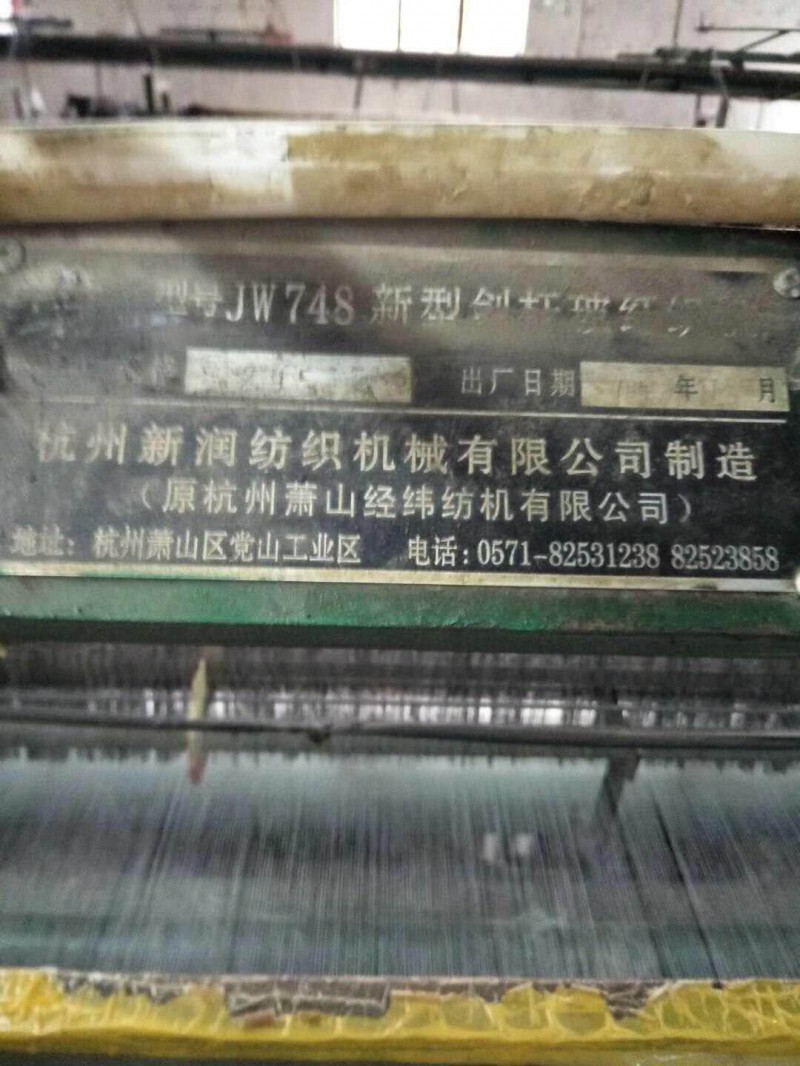 型号JW748 新型剑杆玻纤织
出厂日期 年 月
杭州新润纺织机械有限公司制造
（原杭州萧山经纬纺机有限公司）
地址：杭州萧山区党山工业区 电话：0571-82531238 82523858